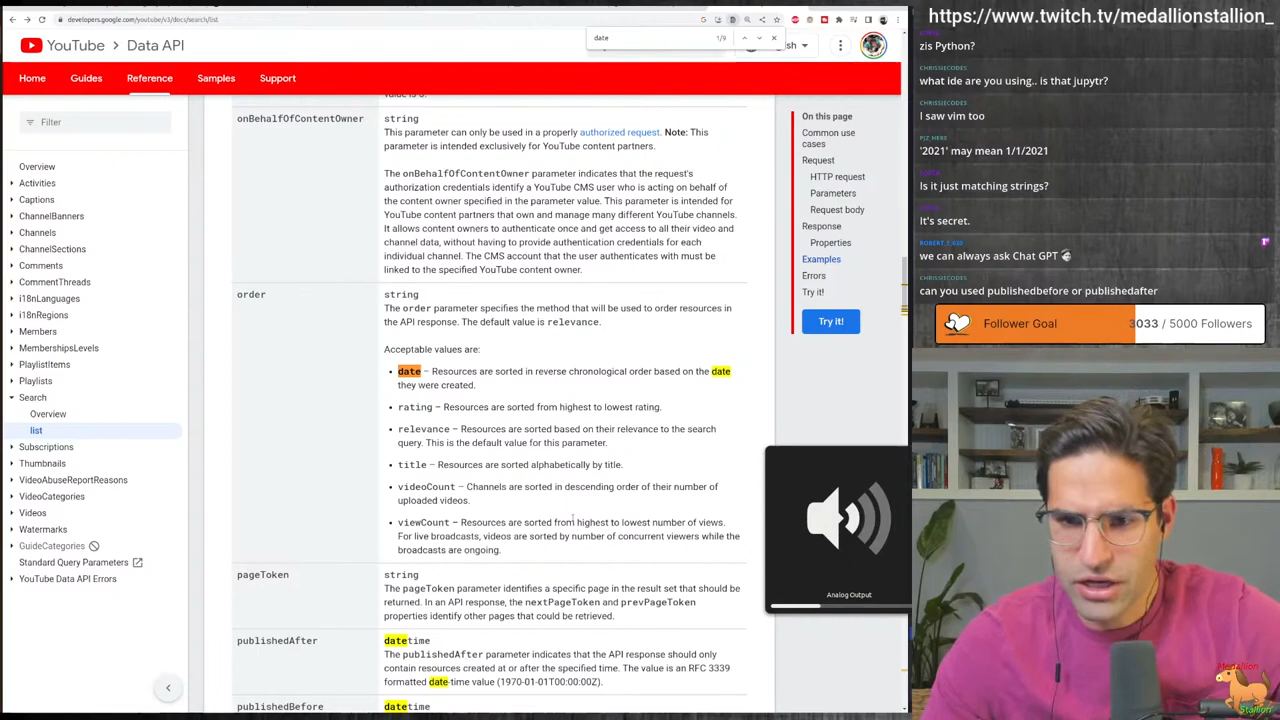 developers.google.com/youtube/v3/docs/search/list
https://www.twitch.tv/medallionstallion_
date
1/9
YouTube
Data API
Home
Guides
Reference
Samples
Support
Filter
Overview
Activities
Captions
ChannelBanners
Channels
ChannelSections
Comments
CommentThreads
i18nLanguages
i18nRegions
Members
MembershipsLevels
PlaylistItems
Playlists
Search
Overview
list
Subscriptions
Thumbnails
VideoAbuseReportReasons
VideoCategories
Videos
Watermarks
GuideCategories
Standard Query Parameters
YouTube Data API Errors
onBehalfOfContentOwner
string
This parameter can only be used in a properly authorized request. Note: This
parameter is intended exclusively for YouTube content partners.
The onBehalfOfContentOwner parameter indicates that the request's
authorization credentials identify a YouTube CMS user who is acting on behalf of
the content owner specified in the parameter value. This parameter is intended for
YouTube content partners that own and manage many different YouTube channels.
It allows content owners to authenticate once and get access to all their video and
channel data, without having to provide authentication credentials for each
individual channel. The CMS account that the user authenticates with must be
linked to the specified YouTube content owner.
order
string
The order parameter specifies the method that will be used to order resources in
the API response. The default value is relevance.
Acceptable values are:
date – Resources are sorted in reverse chronological order based on the date
they were created.
rating – Resources are sorted from highest to lowest rating.
relevance – Resources are sorted based on their relevance to the search
query. This is the default value for this parameter.
title – Resources are sorted alphabetically by title.
videoCount – Channels are sorted in descending order of their number of
uploaded videos.
viewCount – Resources are sorted from highest to lowest number of views.
For live broadcasts, videos are sorted by number of concurrent viewers while the
broadcasts are ongoing.
pageToken
string
The pageToken parameter identifies a specific page in the result set that should be
returned. In an API response, the nextPageToken and prevPageToken
properties identify other pages that could be retrieved.
publishedAfter
datetime
The publishedAfter parameter indicates that the API response should only
contain resources created at or after the specified time. The value is an RFC 3339
formatted date-time value (1970-01-01T00:00:00Z).
publishedBefore
datetime
On this page
Common use
cases
Request
HTTP request
Parameters
Request body
Response
Properties
Examples
Errors
Try it!
Try it!
zis Python?
CHRISSIECODES
what ide are you using.. is that jupytr?
CHRISSIECODES
I saw vim too
'2021' may mean 1/1/2021
Is it just matching strings?
It's secret.
we can always ask Chat GPT
CHRISSIECODES
can you used publishedbefore or publishedafter
Follower Goal
3033 / 5000 Followers
Analog Output
Medallion
Stallion